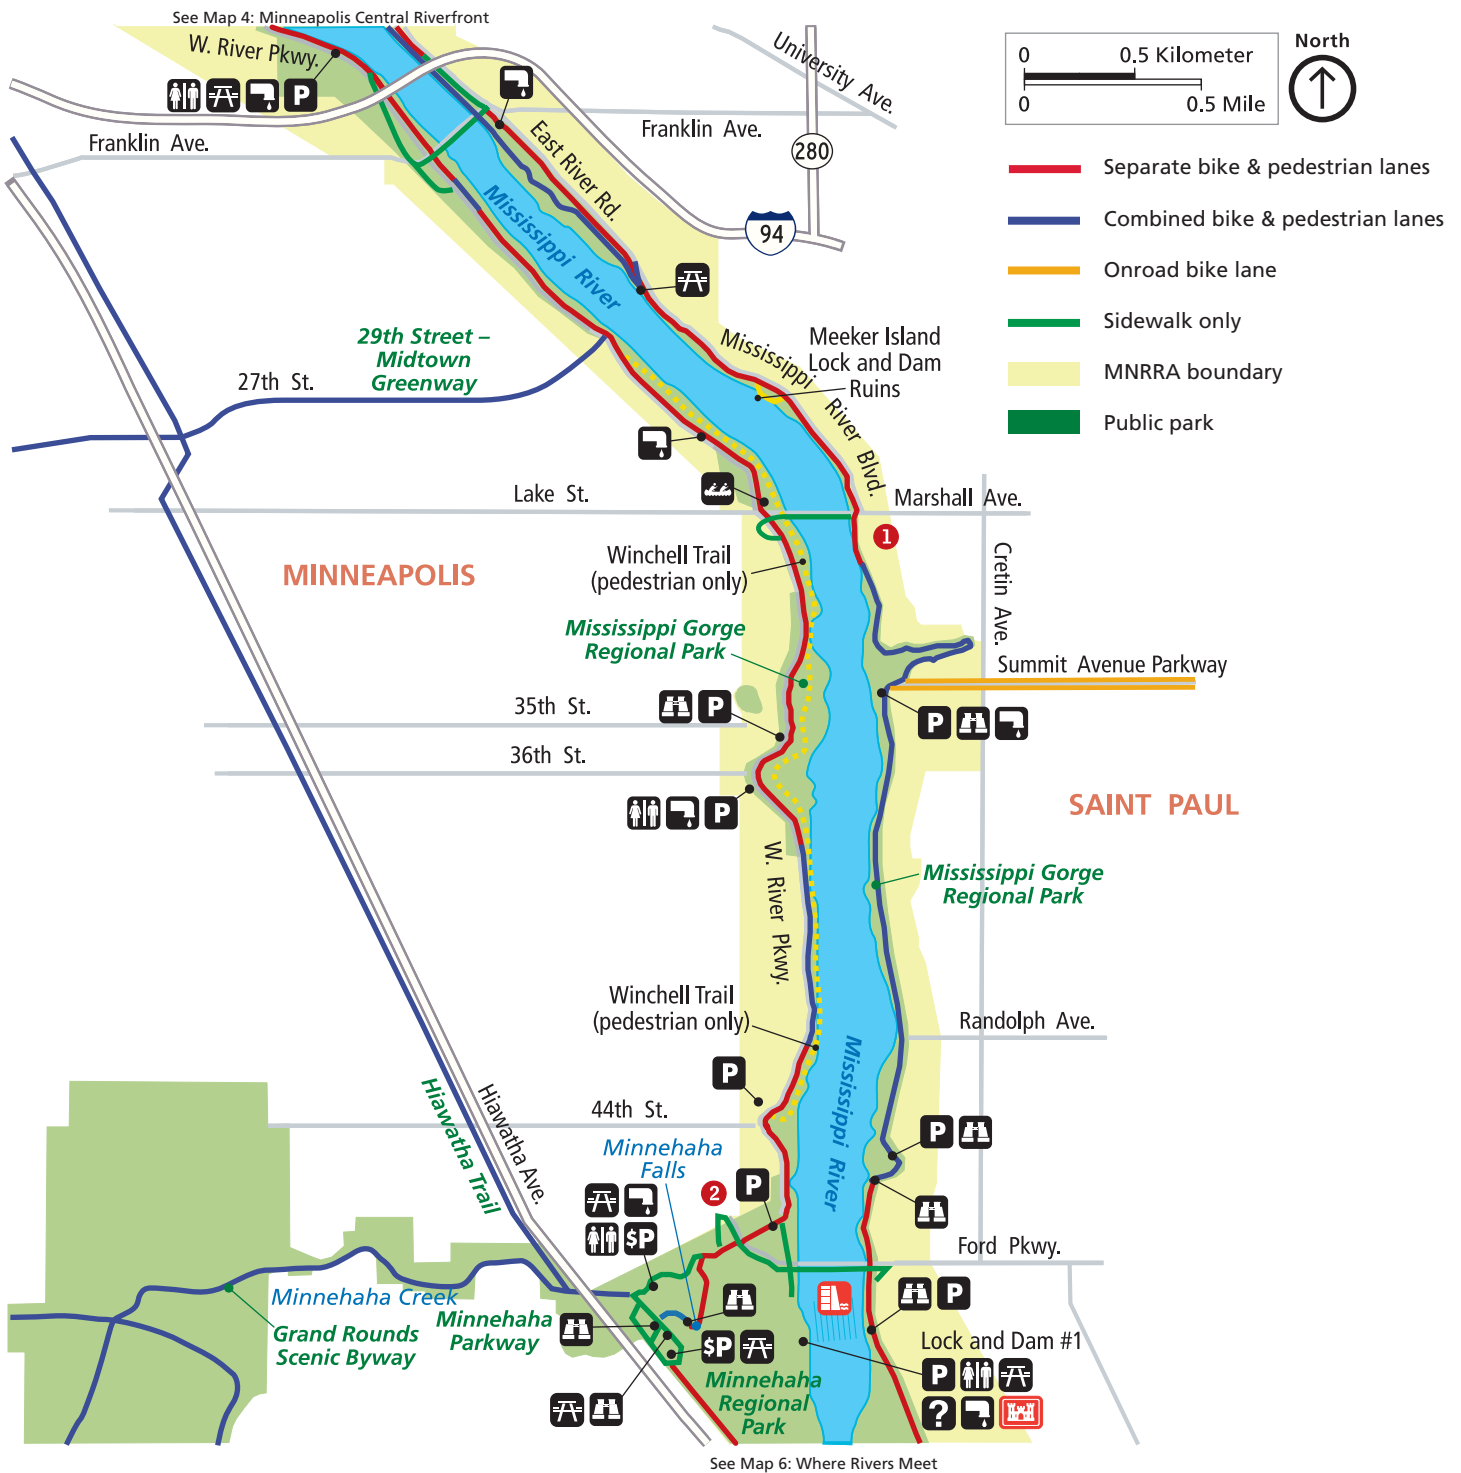 See Map 4: Minneapolis Central Riverfront
W. River Pkwy.
P
Franklin Ave.
University Ave.
Franklin Ave.
280
East River Rd.
94
0 0.5 Kilometer
0 0.5 Mile
North
Separate bike & pedestrian lanes
Combined bike & pedestrian lanes
Onroad bike lane
Sidewalk only
MNRRA boundary
Public park
Mississippi River
29th Street –
Midtown
Greenway
27th St.
Mississippi River Blvd.
Meeker Island
Lock and Dam
Ruins
Lake St.
Marshall Ave.
1
Cretin Ave.
MINNEAPOLIS
Winchell Trail
(pedestrian only)
Mississippi Gorge
Regional Park
Summit Avenue Parkway
35th St.
P
P
36th St.
P
SAINT PAUL
W. River Pkwy.
Mississippi Gorge
Regional Park
Winchell Trail
(pedestrian only)
Randolph Ave.
Mississippi River
P
Hiawatha Trail
Hiawatha Ave.
44th St.
P
Minnehaha
Falls
2
P
$P
Ford Pkwy.
P
Minnehaha Creek
Grand Rounds
Scenic Byway
Minnehaha
Parkway
$P
Minnehaha
Regional
Park
Lock and Dam #1
P
?
See Map 6: Where Rivers Meet